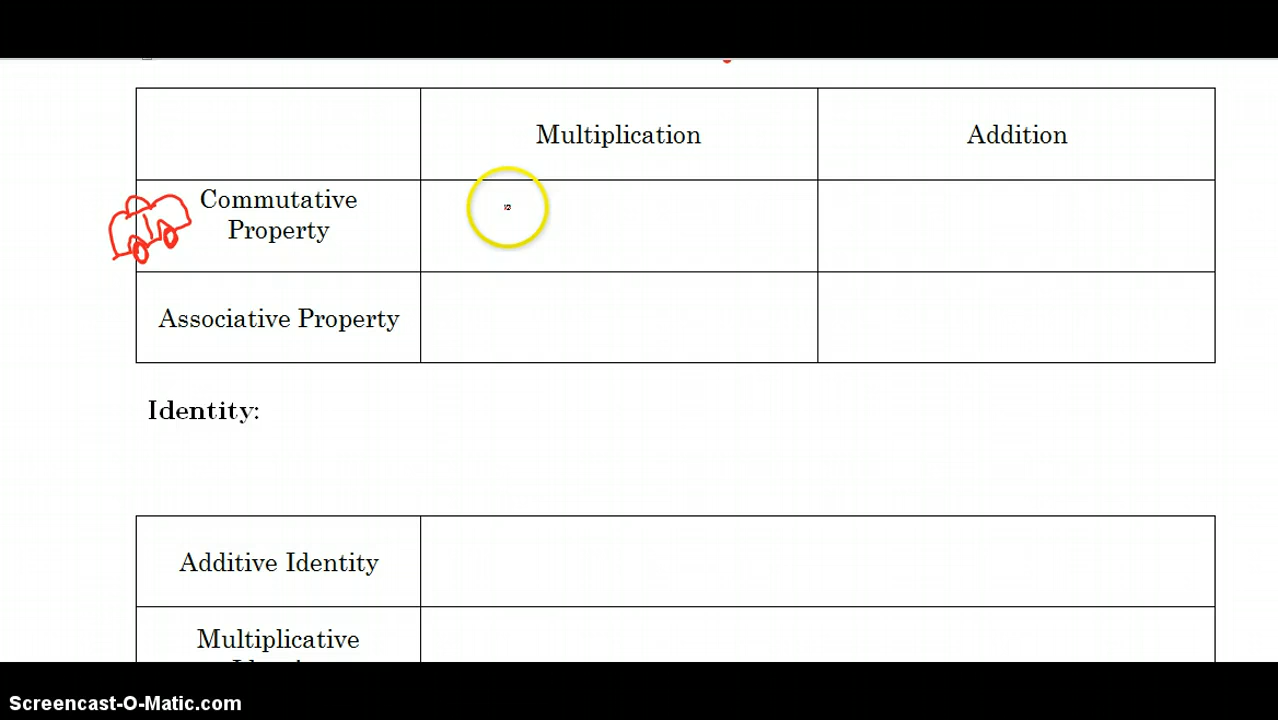 Multiplication
Addition
Commutative
Property
Associative Property
Identity:
Additive Identity
Multiplicative
Screencast-O-Matic.com